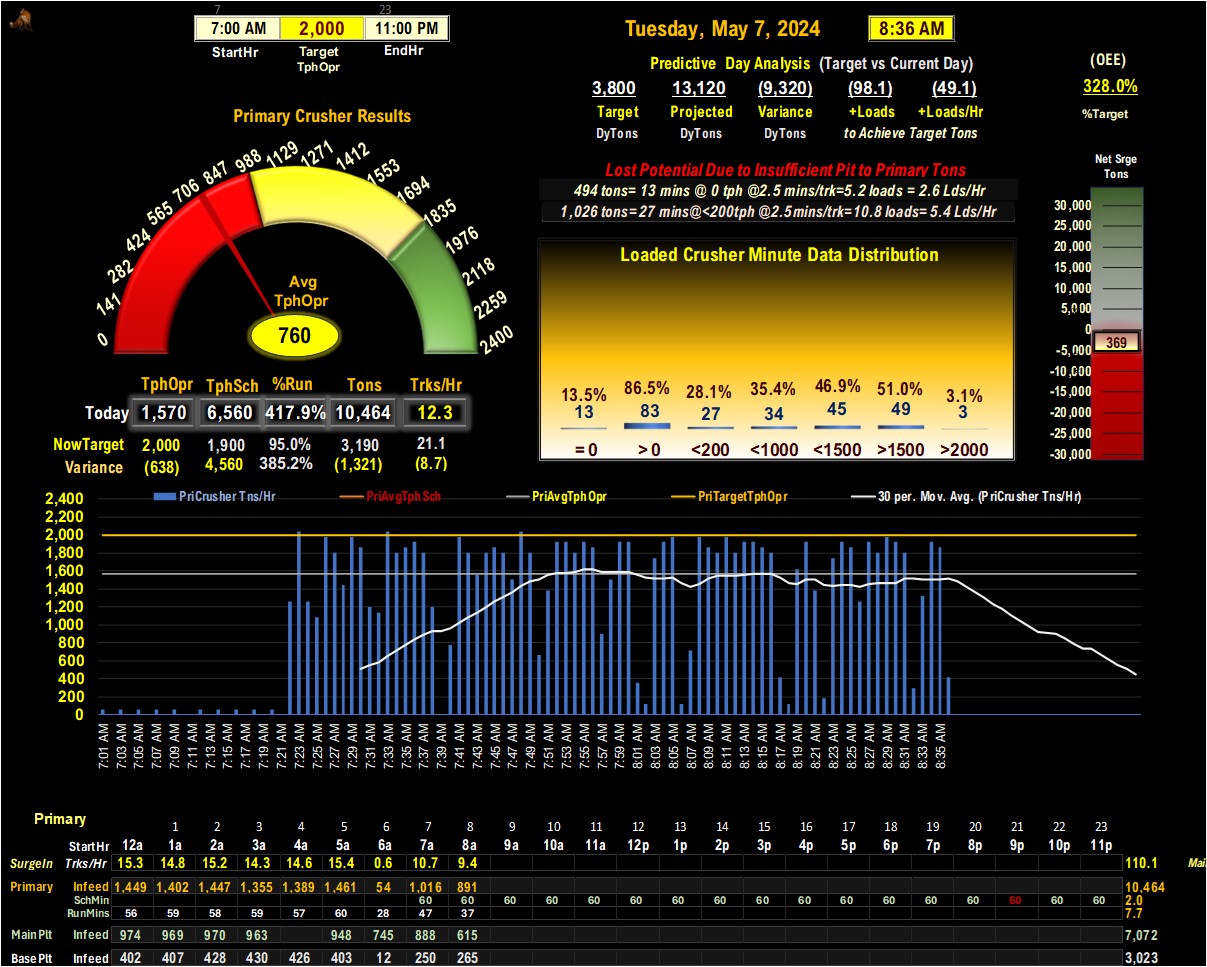 7 23
7:00 AM 2,000 11:00 PM
StartHr Target EndHr
TphOpr
Tuesday, May 7, 2024 8:36 AM
Predictive Day Analysis (Target vs Current Day)
3,800 13,120 (9,320) (98.1) (49.1)
Target Projected Variance +Loads +Loads/Hr
DyTons DyTons DyTons to Achieve Target Tons
(OEE)
328.0%
%Target
Primary Crusher Results
0
141
282
424
565
706
847
988
1129
1271
1412
1553
1694
1835
1976
2118
2259
2400
Avg
TphOpr
760
Lost Potential Due to Insufficient Pit to Primary Tons
494 tons= 13 mins @ 0 tph @2.5 mins/trk=5.2 loads = 2.6 Lds/Hr
1,026 tons= 27 mins@<200tph @2.5mins/trk=10.8 loads= 5.4 Lds/Hr
Net Srge
Tons
30,000
25,000
20,000
15,000
10,000
5,000
0
369
-5,000
-10,000
-15,000
-20,000
-25,000
-30,000
Loaded Crusher Minute Data Distribution
13.5% 86.5% 28.1% 35.4% 46.9% 51.0% 3.1%
13 83 27 34 45 49 3
=0 >0 <200 <1000 <1500 >1500 >2000
TphOpr TphSch %Run Tons Trks/Hr
Today 1,570 6,560 417.9% 10,464 12.3
NowTarget 2,000 1,900 95.0% 3,190 21.1
Variance (638) 4,560 385.2% (1,321) (8.7)
PriCrusher Tns/Hr PriAvgTphSch PriAvgTphOpr PriTargetTphOpr 30 per. Mov. Avg. (PriCrusher Tns/Hr)
2,400
2,200
2,000
1,800
1,600
1,400
1,200
1,000
800
600
400
200
0
7:01 AM 7:03 AM 7:05 AM 7:07 AM 7:09 AM 7:11 AM 7:13 AM 7:15 AM 7:17 AM 7:19 AM 7:21 AM 7:23 AM 7:25 AM 7:27 AM 7:29 AM 7:31 AM 7:33 AM 7:35 AM 7:37 AM 7:39 AM 7:41 AM 7:43 AM 7:45 AM 7:47 AM 7:49 AM 7:51 AM 7:53 AM 7:55 AM 7:57 AM 7:59 AM 8:01 AM 8:03 AM 8:05 AM 8:07 AM 8:09 AM 8:11 AM 8:13 AM 8:15 AM 8:17 AM 8:19 AM 8:21 AM 8:23 AM 8:25 AM 8:27 AM 8:29 AM 8:31 AM 8:33 AM 8:35 AM
Primary
1 2 3 4 5 6 7 8 9 10 11 12 13 14 15 16 17 18 19 20 21 22 23
StartHr 12a 1a 2a 3a 4a 5a 6a 7a 8a 9a 10a 11a 12p 1p 2p 3p 4p 5p 6p 7p 8p 9p 10p 11p
SurgeIn Trks/Hr 15.3 14.8 15.2 14.3 14.6 15.4 0.6 10.7 9.4 110.1
Primary Infeed 1,449 1,402 1,447 1,355 1,389 1,461 54 1,016 891 10,464
SchMin 60 60 60 60 60 60 60 60 60 60 60 60 60 60 60 60 60 2.0
RunMins 56 59 58 59 57 60 28 47 37 7.7
MainPlt Infeed 974 969 970 963 948 745 888 615 7,072
BasePlt Infeed 402 407 428 430 426 403 12 250 265 3,023